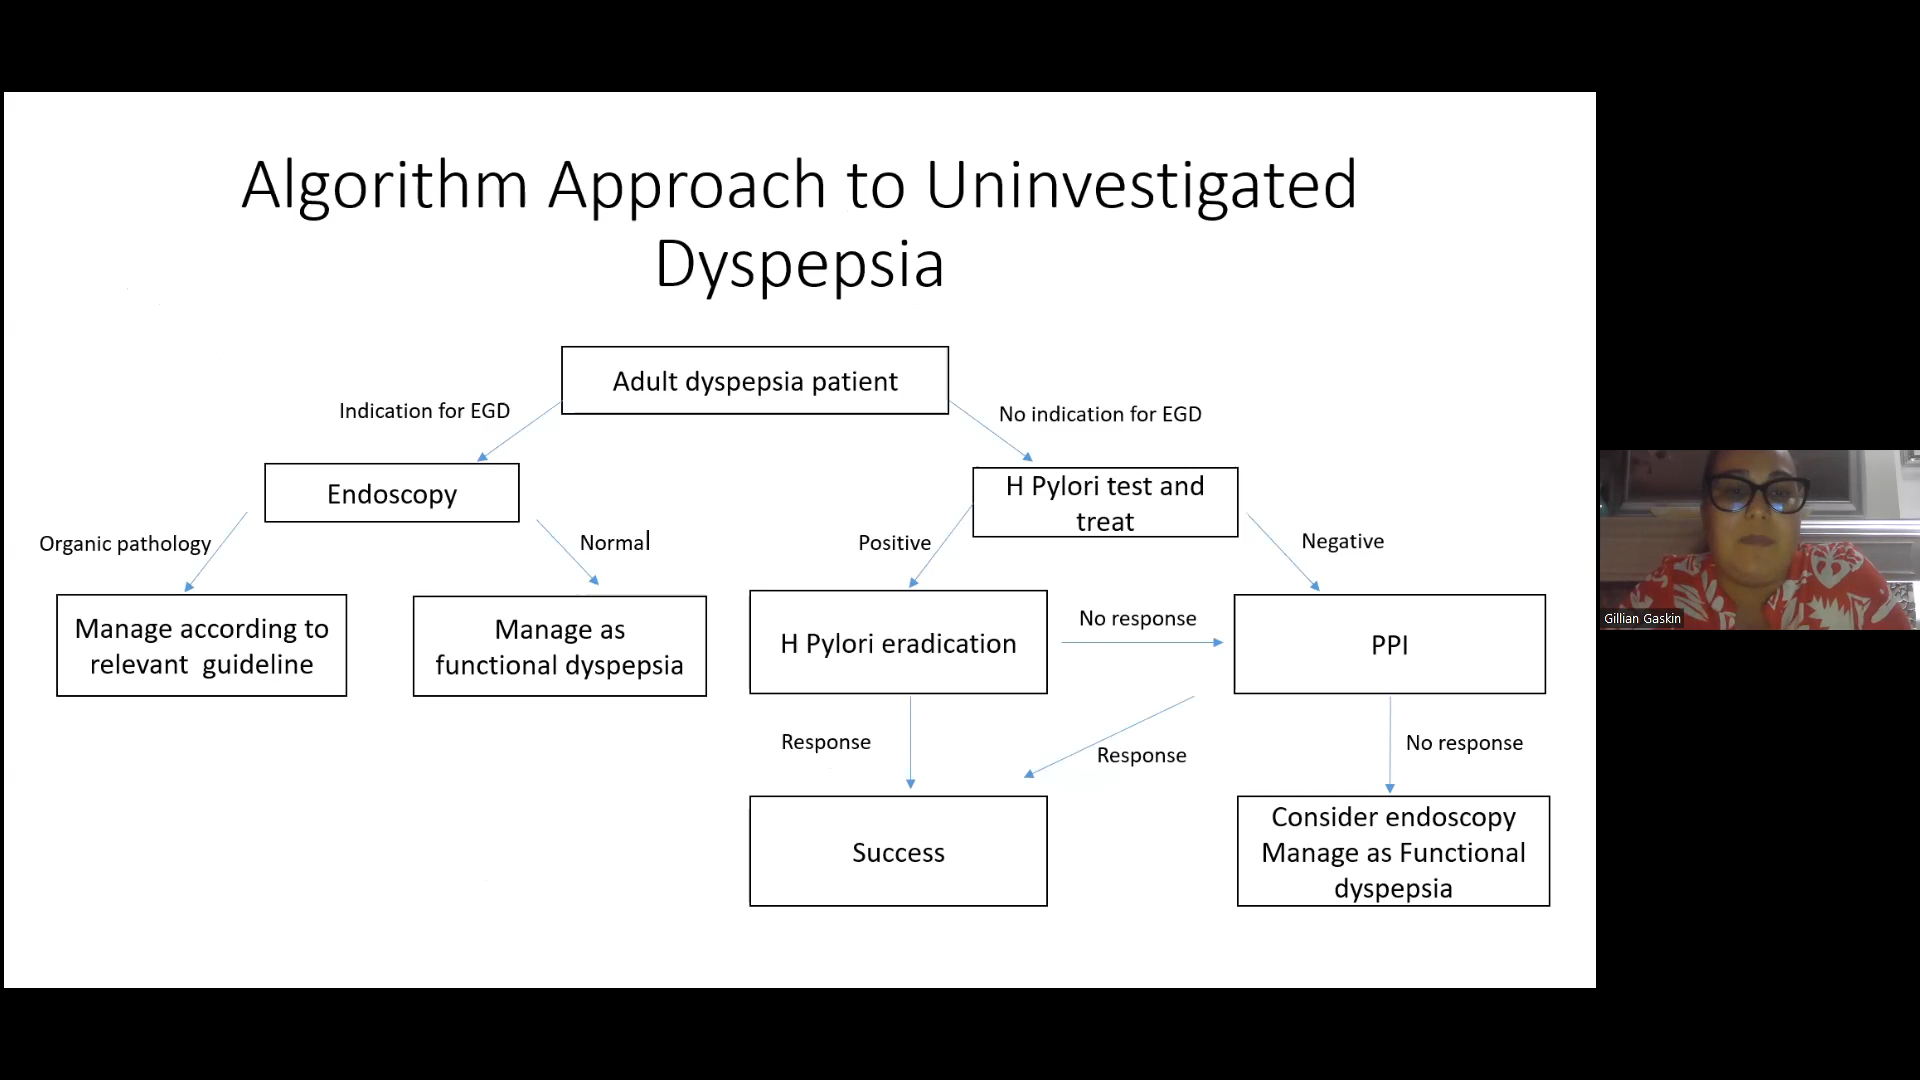 Algorithm Approach to Uninvestigated
Dyspepsia
Adult dyspepsia patient
Indication for EGD
No indication for EGD
Endoscopy
H Pylori test and
treat
Organic pathology
Normal
Positive
Negative
Manage according to
relevant guideline
Manage as
functional dyspepsia
H Pylori eradication
No response
PPI
Response
Response
No response
Success
Consider endoscopy
Manage as Functional
dyspepsia
Gillian Gaskin